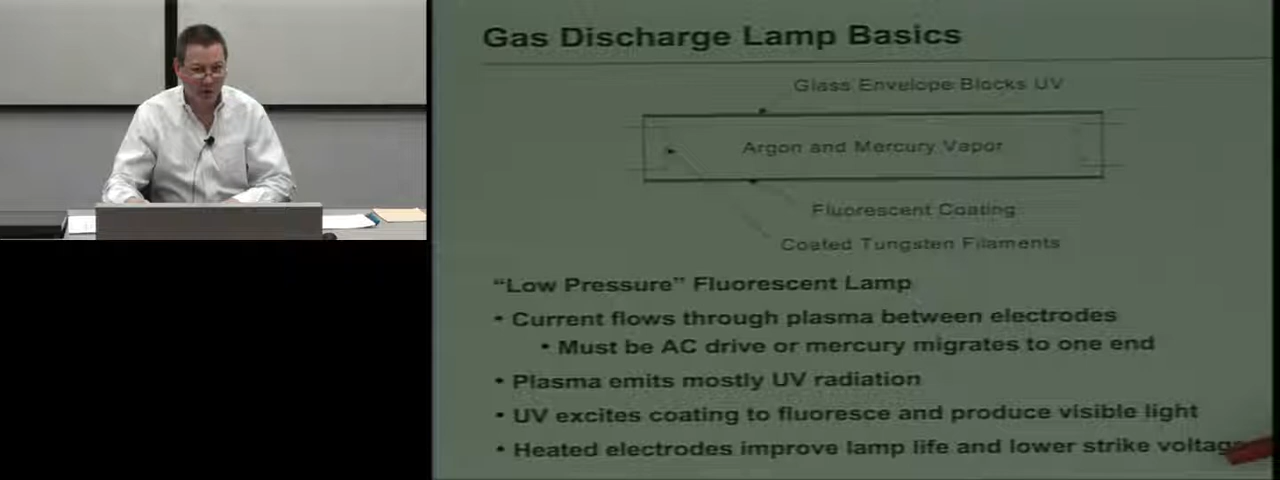 Gas Discharge Lamp Basics
Glass Envelope Blocks UV
Argon and Mercury Vapor
Fluorescent Coating
Coated Tungsten Filaments
“Low Pressure” Fluorescent Lamp
• Current flows through plasma between electrodes
• Must be AC drive or mercury migrates to one end
• Plasma emits mostly UV radiation
• UV excites coating to fluoresce and produce visible light
• Heated electrodes improve lamp life and lower strike voltage